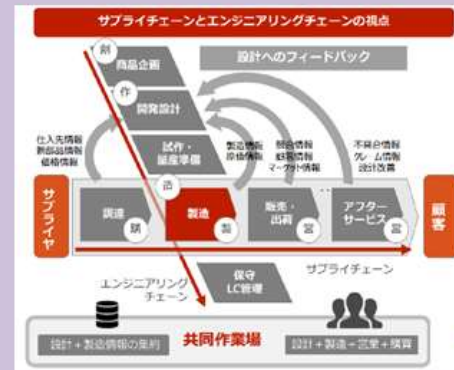 サプライチェーンとエンジニアリングチェーンの視点
創
商品企画
設計へのフィードバック
作
開発設計
試作・
量産準備
仕入先情報
新部品情報
価格情報
製造情報
原価情報
競合情報
顧客情報
マーケット情報
不具合情報
クレーム情報
設計改善
サプライヤ
造
調達
購
製造
製
販売・
出荷
営
アフター
サービス
営
顧客
エンジニアリング
チェーン
保守
LC管理
サプライチェーン
共同作業場
設計+製造情報の集約
設計+製造+営業+購買